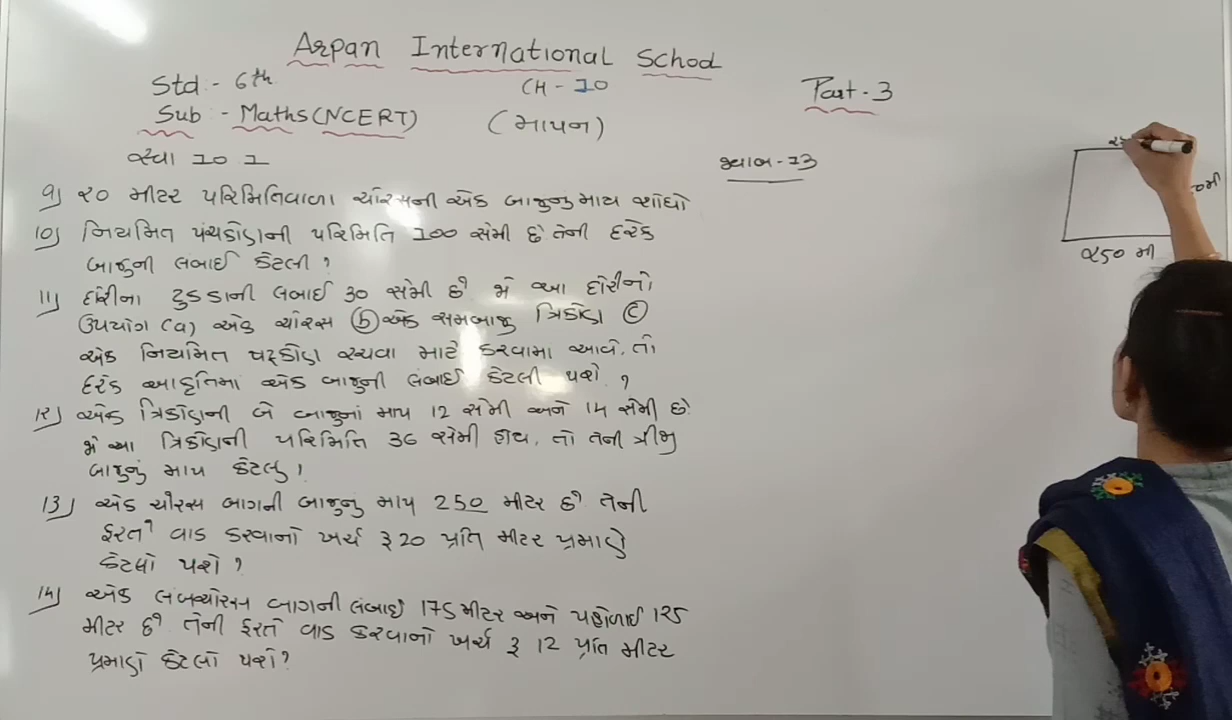 Arpan International School
Std - 6th
CH - 10
Part - 3
Sub - Maths (NCERT)
(માપન)
સ્વા 10 1
જવાબ - 13
9) ૨૦ મીટર પરિમિતિવાળા ચોરસની એક બાજુનુ માપ શોધો
10) નિયમિત પંચકોણની પરિમિતિ 100 સેમી છે તેની દરેક
બાજુની લંબાઈ કેટલી ?
11) દોરીના ટુકડાની લંબાઈ 30 સેમી છે જો આ દોરીનો
ઉપયોગ (a) એક ચોરસ (b) એક સમબાજુ ત્રિકોણ (c)
એક નિયમિત ષટ્કોણ રચવા માટે કરવામા આવે. તો
દરેક આકૃતિમા એક બાજુની લંબાઈ કેટલી થશે ?
12) એક ત્રિકોણની બે બાજુનાં માપ 12 સેમી અને 14 સેમી છે.
જો આ ત્રિકોણની પરિમિતિ 36 સેમી હોય, તો તેની ત્રીજી
બાજુનું માપ કેટલુ ?
13) એક ચોરસ બાગની બાજુનું માપ 250 મીટર છે તેની
ફરતે વાડ કરવાનો ખર્ચ ₹ 20 પ્રતિ મીટર પ્રમાણે
કેટલો થશે ?
14) એક લંબચોરસ બાગની લંબાઈ 175 મીટર અને પહોળાઈ 125
મીટર છે તેની ફરતે વાડ કરવાનો ખર્ચ ₹ 12 પ્રતિ મીટર
પ્રમાણે કેટલો થશે ?
૨૫૦ મી